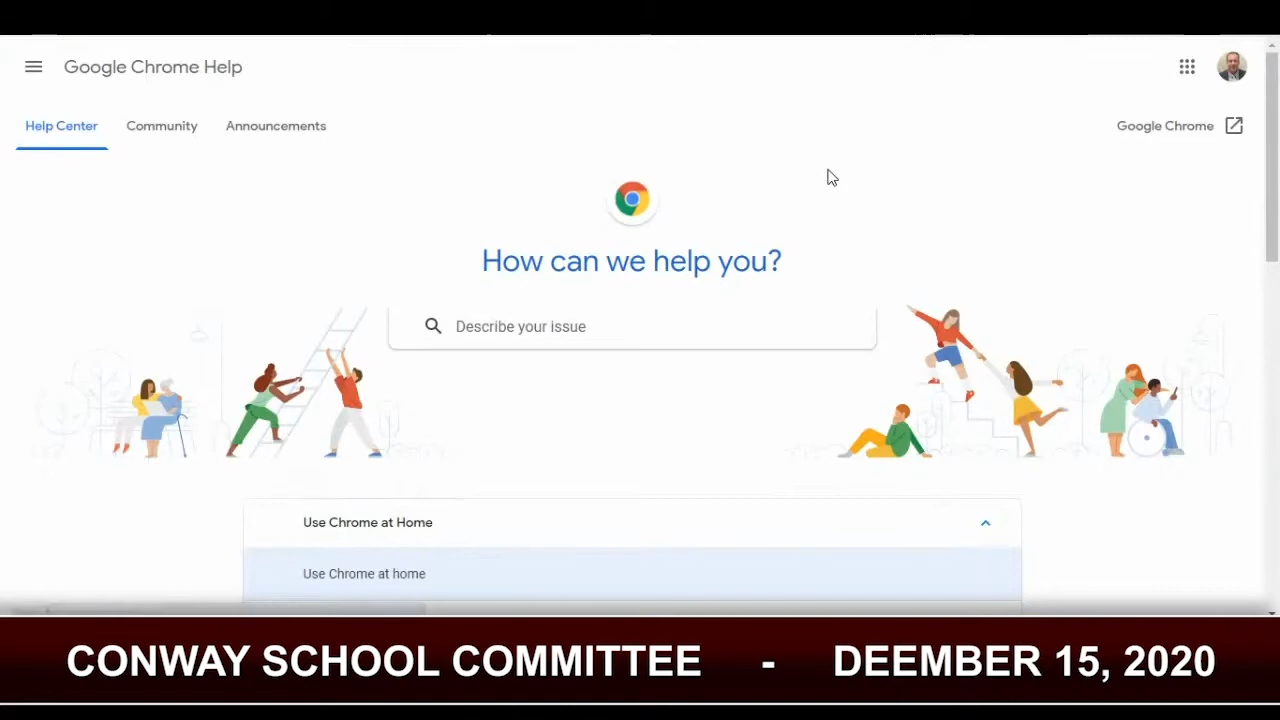 Google Chrome Help
Help Center Community Announcements Google Chrome
How can we help you?
Describe your issue
Use Chrome at Home
Use Chrome at home
CONWAY SCHOOL COMMITTEE - DEEMBER 15, 2020